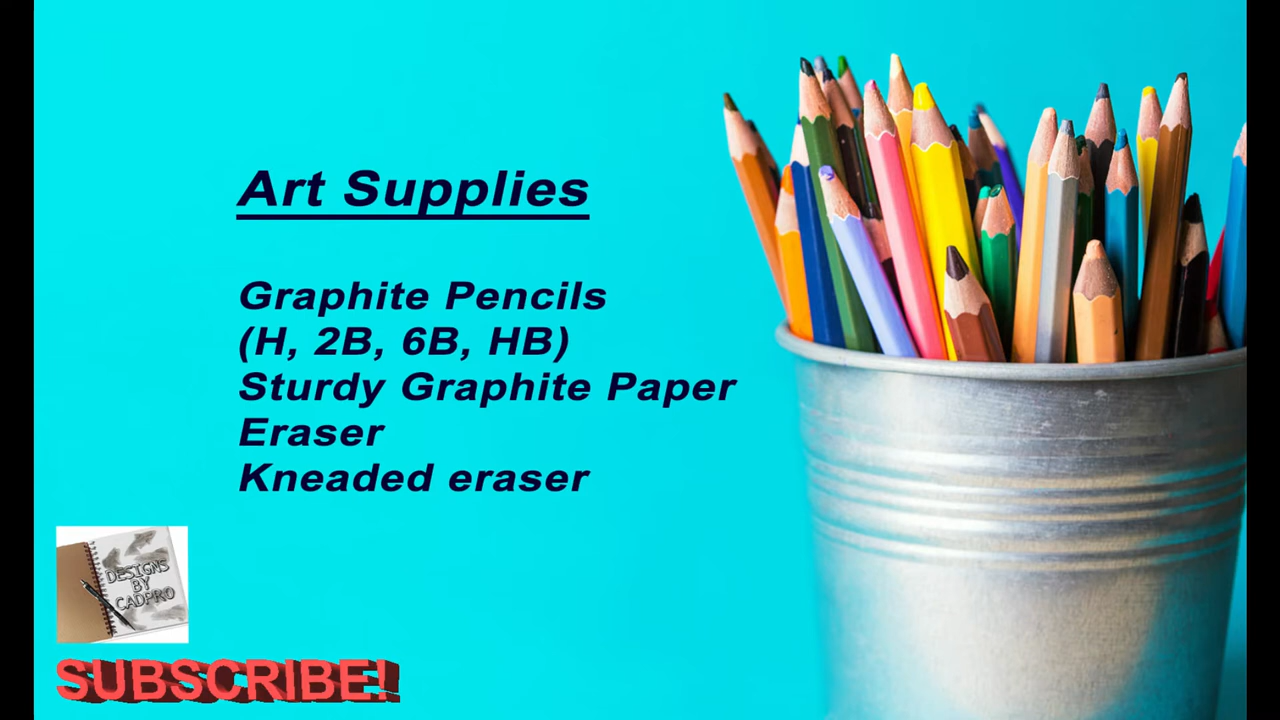 Art Supplies
Graphite Pencils
(H, 2B, 6B, HB)
Sturdy Graphite Paper
Eraser
Kneaded eraser
DESIGNS
BY
CADPRO
SUBSCRIBE!